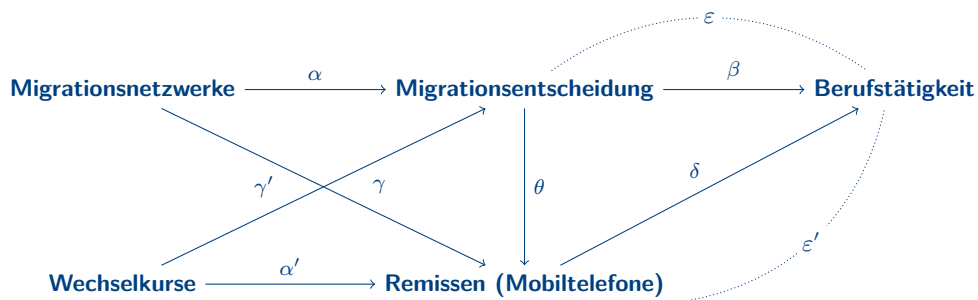 ε
α
β
Migrationsnetzwerke
Migrationsentscheidung
Berufstätigkeit
γ′
γ
θ
δ
ε′
α′
Wechselkurse
Remissen (Mobiltelefone)